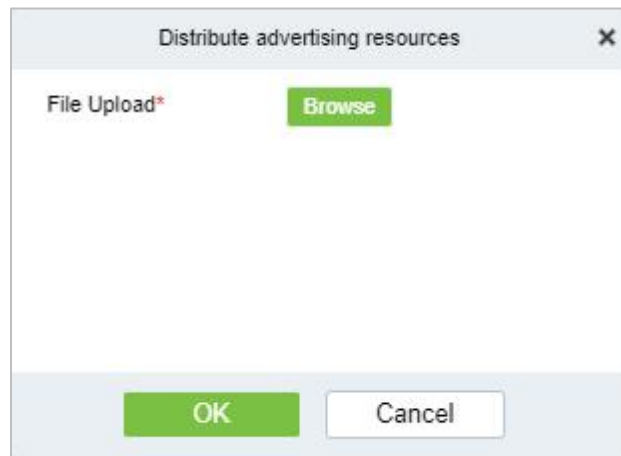 Distribute advertising resources
File Upload*
Browse
OK
Cancel